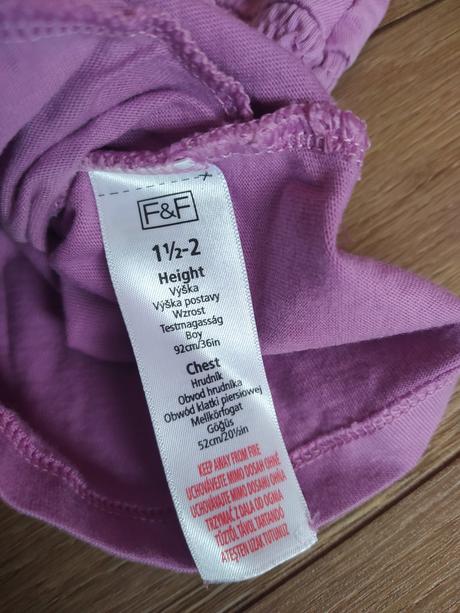 F&F
1½-2
Height
Výška
Výška postavy
Wzrost
Testmagasság
Boy
92cm/36in
Chest
Hrudník
Obvod hrudníka
Obwód klatki piersiowej
Mellkörfogat
Göğüs
52cm/20½in
KEEP AWAY FROM FIRE
UCHOVÁVEJTE MIMO DOSAH OHNĚ
UCHOVÁVAJTE MIMO DOSAHU OHŇA
TRZYMAĆ Z DALA OD OGNIA
TŰZTŐL TÁVOL TARTANDÓ
ATEŞTEN UZAK TUTUNUZ